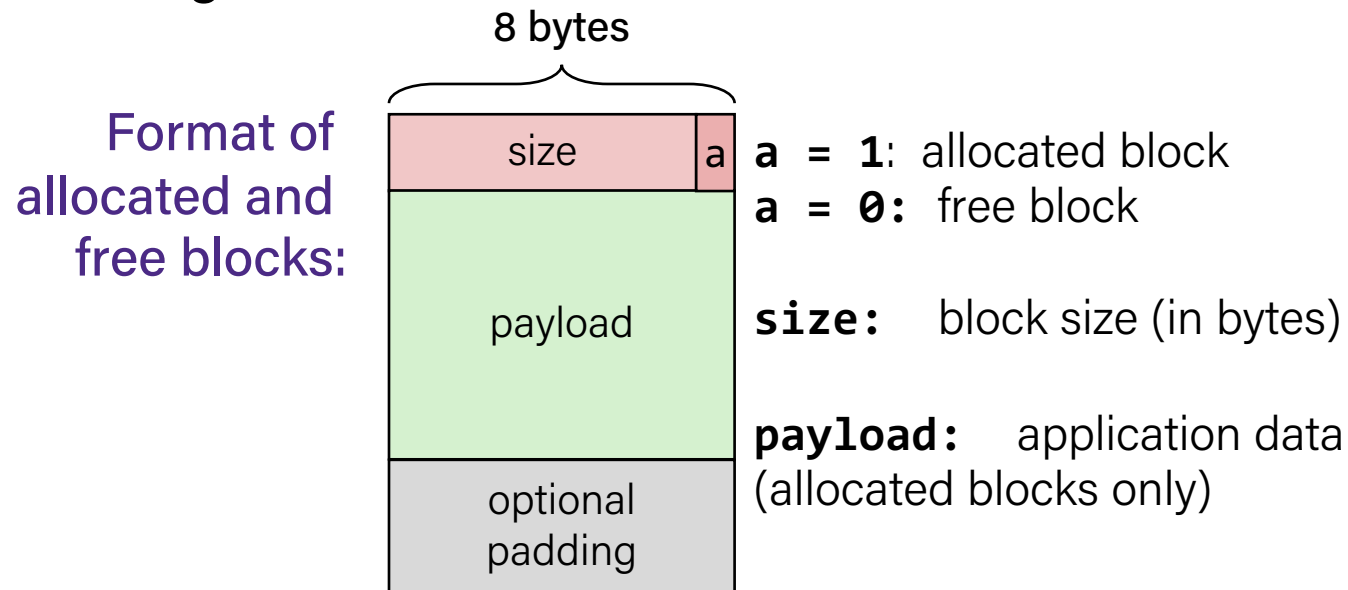 8 bytes
Format of
allocated and
free blocks:
size
a
a = 1: allocated block
a = 0: free block
payload
size: block size (in bytes)
payload: application data
(allocated blocks only)
optional
padding